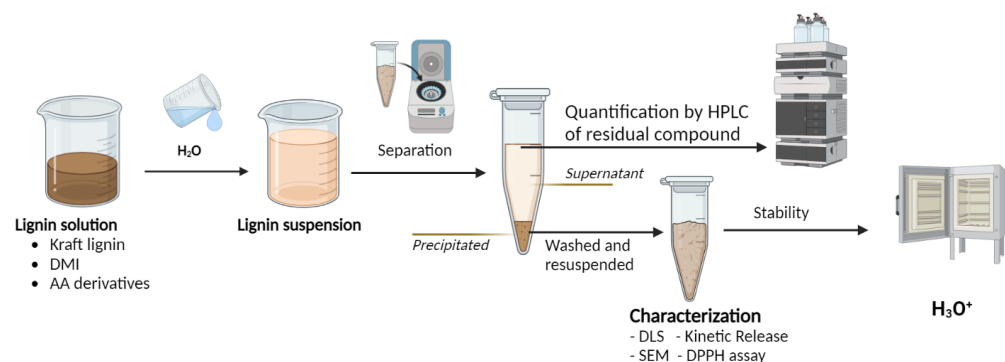 H₂O
Lignin solution
• Kraft lignin
• DMI
• AA derivatives
Lignin suspension
Separation
Quantification by HPLC
of residual compound
Supernatant
Precipitated
Washed and
resuspended
Characterization
- DLS - Kinetic Release
- SEM - DPPH assay
Stability
H₃O⁺